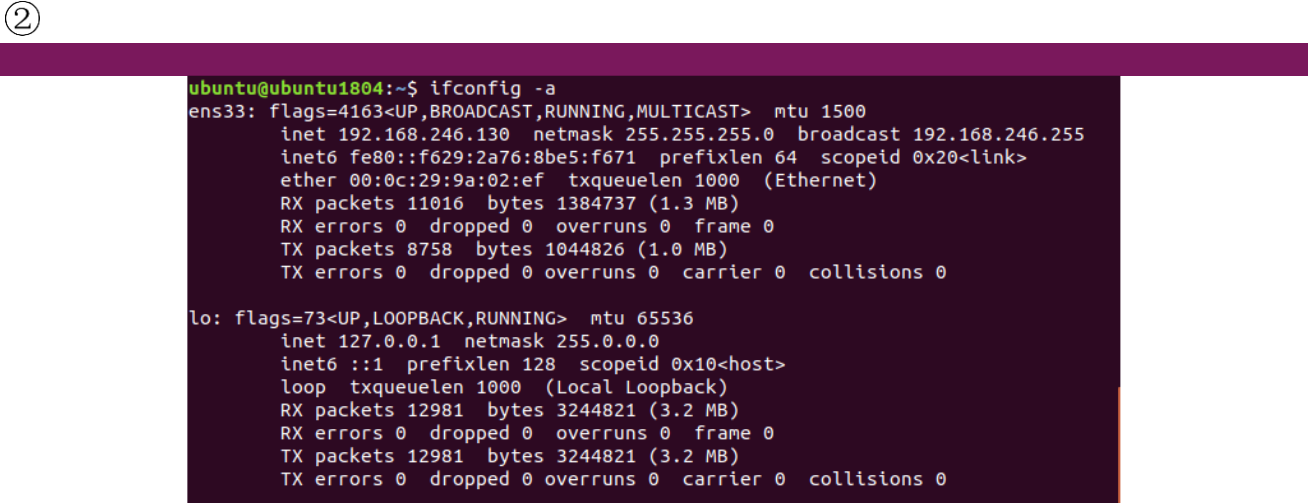 ②
ubuntu@ubuntu1804:~$ ifconfig -a
ens33: flags=4163<UP,BROADCAST,RUNNING,MULTICAST>  mtu 1500
        inet 192.168.246.130  netmask 255.255.255.0  broadcast 192.168.246.255
        inet6 fe80::f629:2a76:8be5:f671  prefixlen 64  scopeid 0x20<link>
        ether 00:0c:29:9a:02:ef  txqueuelen 1000  (Ethernet)
        RX packets 11016  bytes 1384737 (1.3 MB)
        RX errors 0  dropped 0  overruns 0  frame 0
        TX packets 8758  bytes 1044826 (1.0 MB)
        TX errors 0  dropped 0 overruns 0  carrier 0  collisions 0
lo: flags=73<UP,LOOPBACK,RUNNING>  mtu 65536
        inet 127.0.0.1  netmask 255.0.0.0
        inet6 ::1  prefixlen 128  scopeid 0x10<host>
        loop  txqueuelen 1000  (Local Loopback)
        RX packets 12981  bytes 3244821 (3.2 MB)
        RX errors 0  dropped 0  overruns 0  frame 0
        TX packets 12981  bytes 3244821 (3.2 MB)
        TX errors 0  dropped 0 overruns 0  carrier 0  collisions 0